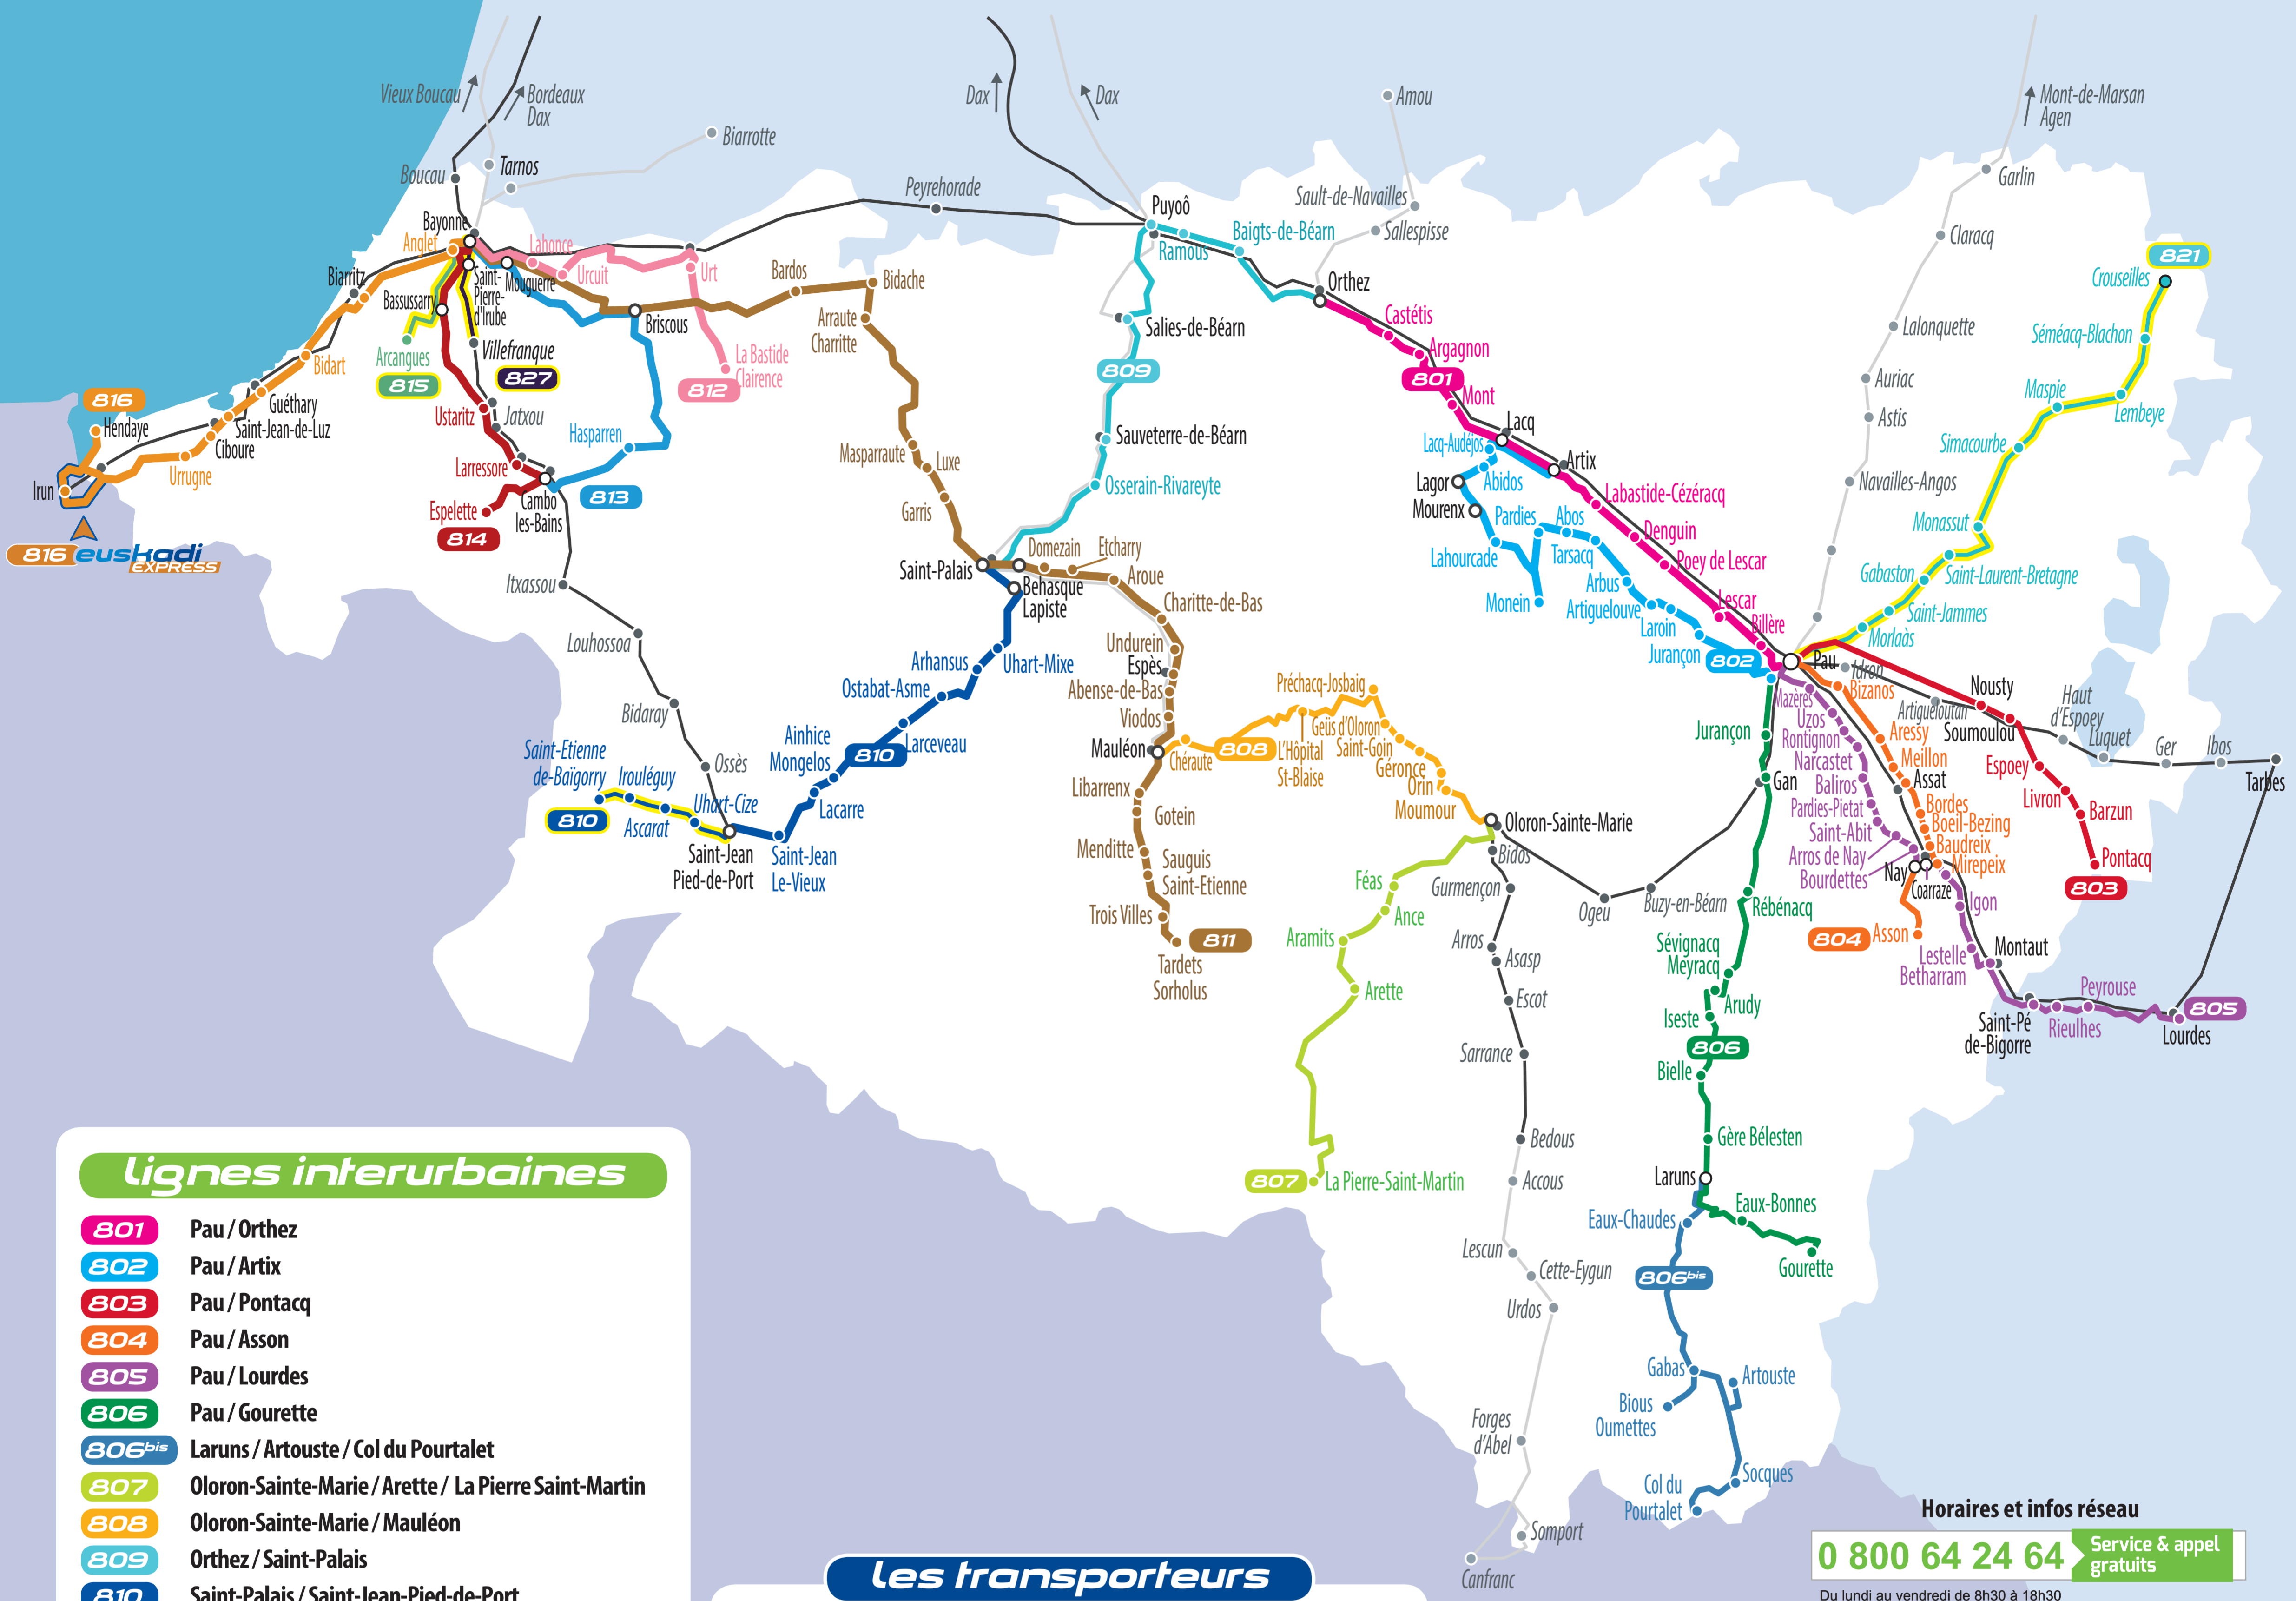 Vieux Boucau
Bordeaux
Dax
Dax
Dax
Amou
Mont-de-Marsan
Agen
Biarrotte
Tarnos
Boucau
Peyrehorade
Sault-de-Navailles
Sallespisse
Garlin
Claracq
Puyoô
Ramous
Baigts-de-Béarn
Bayonne
Anglet
Lahonce
Urcuit
Urt
Biarritz
Bassussarry
Saint-
Pierre-
d'Irube
Mouguerre
Briscous
Bardos
Bidache
Arraute
Charritte
Orthez
Castétis
Argagnon
801
Mont
Salies-de-Béarn
809
821
Crouseilles
Séméacq-Blachon
Maspie
Lembeye
Lalonquette
Auriac
Astis
Simacourbe
Navailles-Angos
Monassut
Gabaston
Saint-Laurent-Bretagne
Saint-Jammes
Morlaàs
Arcangues
815
Villefranque
827
La Bastide
Clairence
812
Bidart
816
Hendaye
Guéthary
Saint-Jean-de-Luz
Ciboure
Urrugne
Irun
816 euskadi
EXPRESS
Ustaritz
Jatxou
Larressore
Hasparren
Espelette
814
Cambo
les-Bains
813
Masparraute
Luxe
Garris
Sauveterre-de-Béarn
Osserain-Rivareyte
Lacq
Lacq-Audéjos
Artix
Lagor
Abidos
Mourenx
Labastide-Cézéracq
Pardies
Abos
Denguin
Lahourcade
Tarsacq
Poey de Lescar
Monein
Arbus
Artiguelouve
Lescar
Laroin
Billère
Jurançon
802
Pau
Idron
Bizanos
Itxassou
Louhossoa
Bidaray
Ossès
Saint-Palais
Domezain
Etcharry
Aroue
Behasque
Lapiste
Charitte-de-Bas
Undurein
Espès
Abense-de-Bas
Viodos
Mauléon
Chéraute
Libarrenx
Gotein
Menditte
Sauguis
Saint-Etienne
Trois Villes
811
Tardets
Sorholus
Arhansus
Uhart-Mixe
Ostabat-Asme
Ainhice
Mongelos
810
Larceveau
Lacarre
Saint-Etienne
de-Baïgorry
Irouléguy
810
Ascarat
Uhart-Cize
Saint-Jean
Pied-de-Port
Saint-Jean
Le-Vieux
Préchacq-Josbaig
808
L'Hôpital
St-Blaise
Geüs d'Oloron
Saint-Goin
Géronce
Orin
Moumour
Oloron-Sainte-Marie
Bidos
Gurmençon
Féas
Ance
Aramits
Arette
807
La Pierre-Saint-Martin
Arros
Asasp
Escot
Sarrance
Bedous
Accous
Lescun
Cette-Eygun
Urdos
Forges
d'Abel
Somport
Canfranc
Ogeu
Buzy-en-Béarn
Jurançon
Gan
Rébénacq
Sévignacq
Meyracq
Arudy
Iseste
806
Bielle
Gère Bélesten
Laruns
Eaux-Bonnes
Gourette
Eaux-Chaudes
806bis
Gabas
Artouste
Bious
Oumettes
Socques
Col du
Pourtalet
Mazères
Uzos
Rontignon
Narcastet
Baliros
Pardies-Pietat
Saint-Abit
Arros de Nay
Bourdettes
Nay
Coarraze
Aressy
Meillon
Assat
Bordes
Boeil-Bezing
Baudreix
Mirepeix
804
Asson
Igon
Lestelle
Betharram
Montaut
Saint-Pé
de-Bigorre
Rieulhes
Peyrouse
805
Lourdes
Artigueloutan
Nousty
Soumoulou
Espoey
Livron
Barzun
Pontacq
803
Haut
d'Espoey
Luquet
Ger
Ibos
Tarbes
lignes interurbaines
801 Pau / Orthez
802 Pau / Artix
803 Pau / Pontacq
804 Pau / Asson
805 Pau / Lourdes
806 Pau / Gourette
806bis Laruns / Artouste / Col du Pourtalet
807 Oloron-Sainte-Marie / Arette / La Pierre Saint-Martin
808 Oloron-Sainte-Marie / Mauléon
809 Orthez / Saint-Palais
810 Saint-Palais / Saint-Jean-Pied-de-Port
les transporteurs
Horaires et infos réseau
0 800 64 24 64
Service & appel
gratuits
Du lundi au vendredi de 8h30 à 18h30